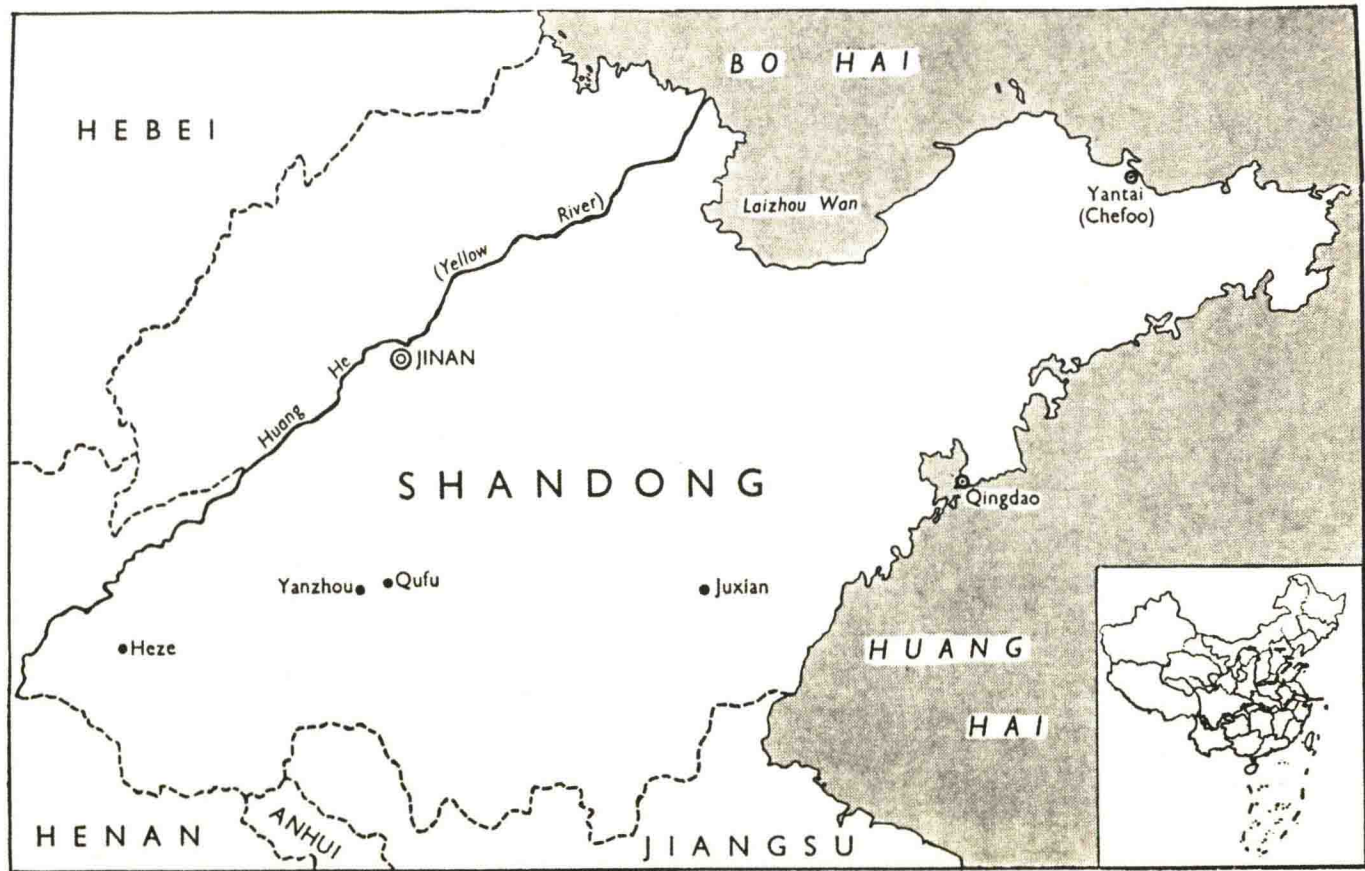 BO HAI
HEBEI
Laizhou Wan
Yantai
(Chefoo)
Huang He (Yellow River)
JINAN
SHANDONG
Qingdao
Yanzhou
Qufu
Juxian
Heze
HUANG
HAI
HENAN
ANHUI
JIANGSU